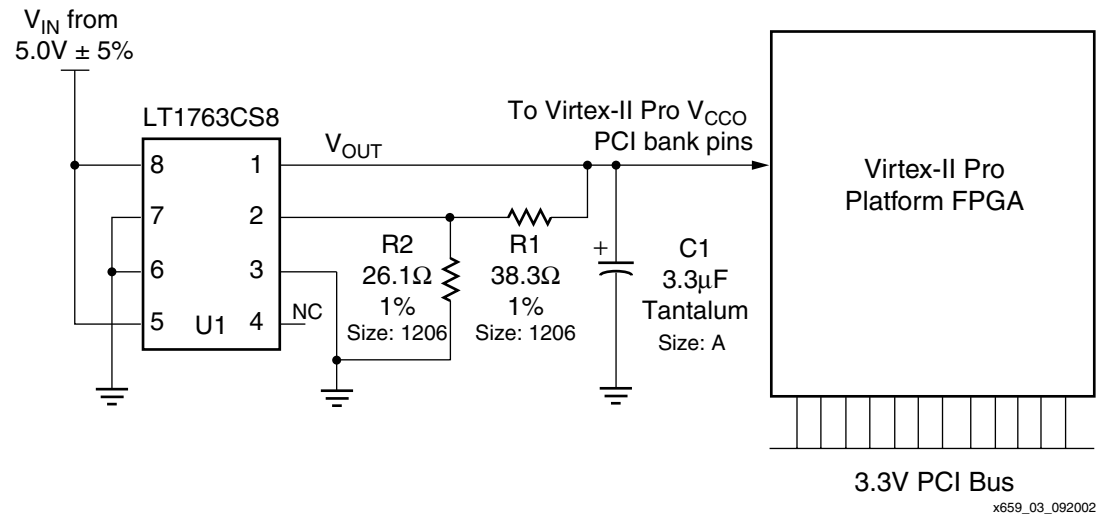 V_IN from
5.0V ± 5%
LT1763CS8
8
7
6
5
1
2
3
4
U1
NC
V_OUT
R2
26.1Ω
1%
Size: 1206
R1
38.3Ω
1%
Size: 1206
To Virtex-II Pro V_CCO
PCI bank pins
+
C1
3.3μF
Tantalum
Size: A
Virtex-II Pro
Platform FPGA
3.3V PCI Bus
x659_03_092002